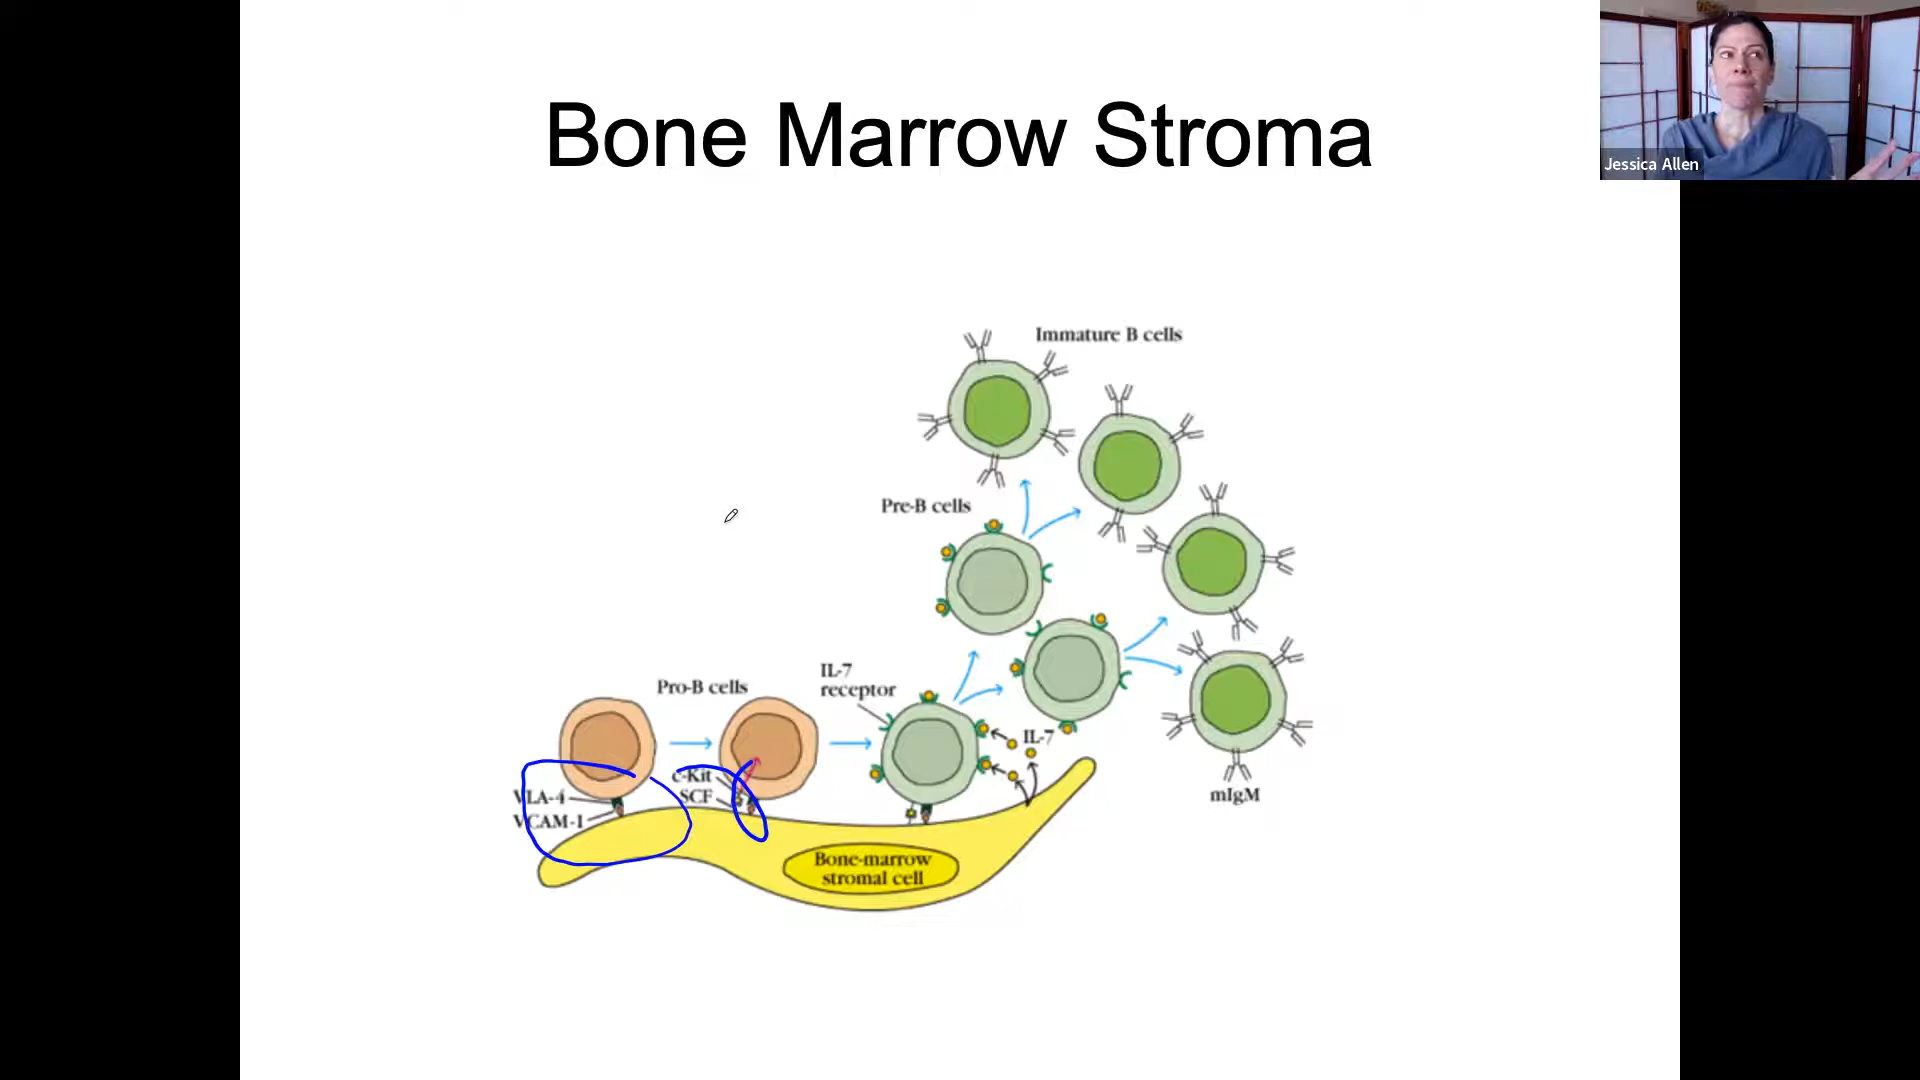 Bone Marrow Stroma
Jessica Allen
Immature B cells
Pre-B cells
IL-7
receptor
Pro-B cells
IL-7
c-Kit
SCF
VLA-4
VCAM-1
mIgM
Bone-marrow
stromal cell